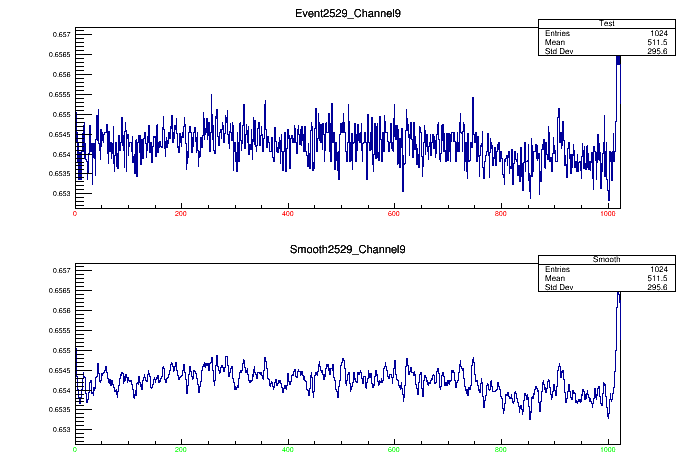 Event2529_Channel9
Test
Entries 1024
Mean 511.5
Std Dev 295.6
0.657
0.6565
0.656
0.6555
0.655
0.6545
0.654
0.6535
0.653
0 200 400 600 800 1000
Smooth2529_Channel9
Smooth
Entries 1024
Mean 511
Std Dev 295.6
0.657
0.6565
0.656
0.6555
0.655
0.6545
0.654
0.6535
0.653
0 200 400 600 800 1000